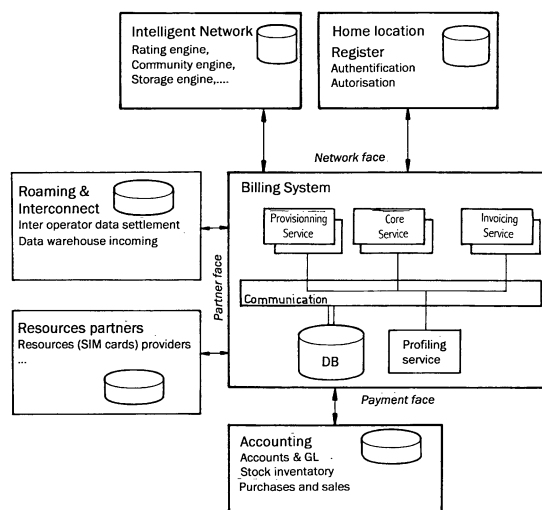 Intelligent Network
Rating engine,
Community engine,
Storage engine,....
Home location
Register
Authentification
Autorisation
Network face
Roaming &
Interconnect
Inter operator data settlement
Data warehouse incoming
Partner face
Resources partners
Resources (SIM cards) providers
...
Billing System
Provisionning
Service
Core
Service
Invoicing
Service
Communication
DB
Profiling
service
Payment face
Accounting
Accounts & GL
Stock inventory
Purchases and sales